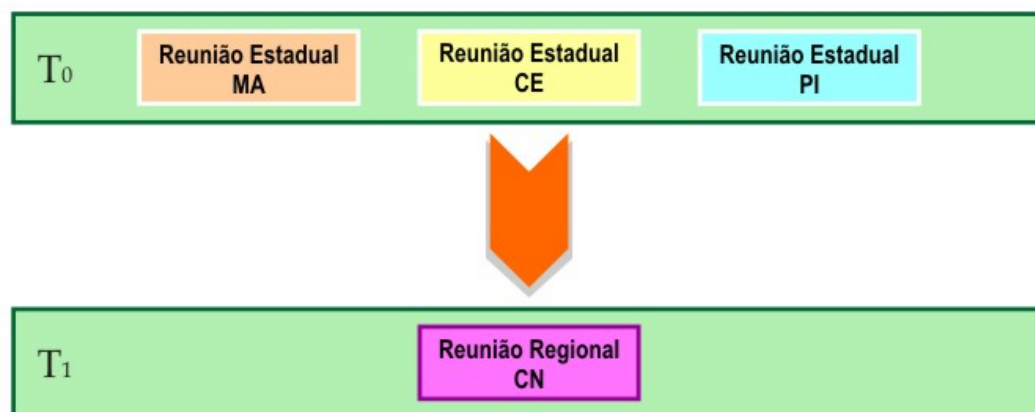 T0
Reunião Estadual
MA
Reunião Estadual
CE
Reunião Estadual
PI
T1
Reunião Regional
CN